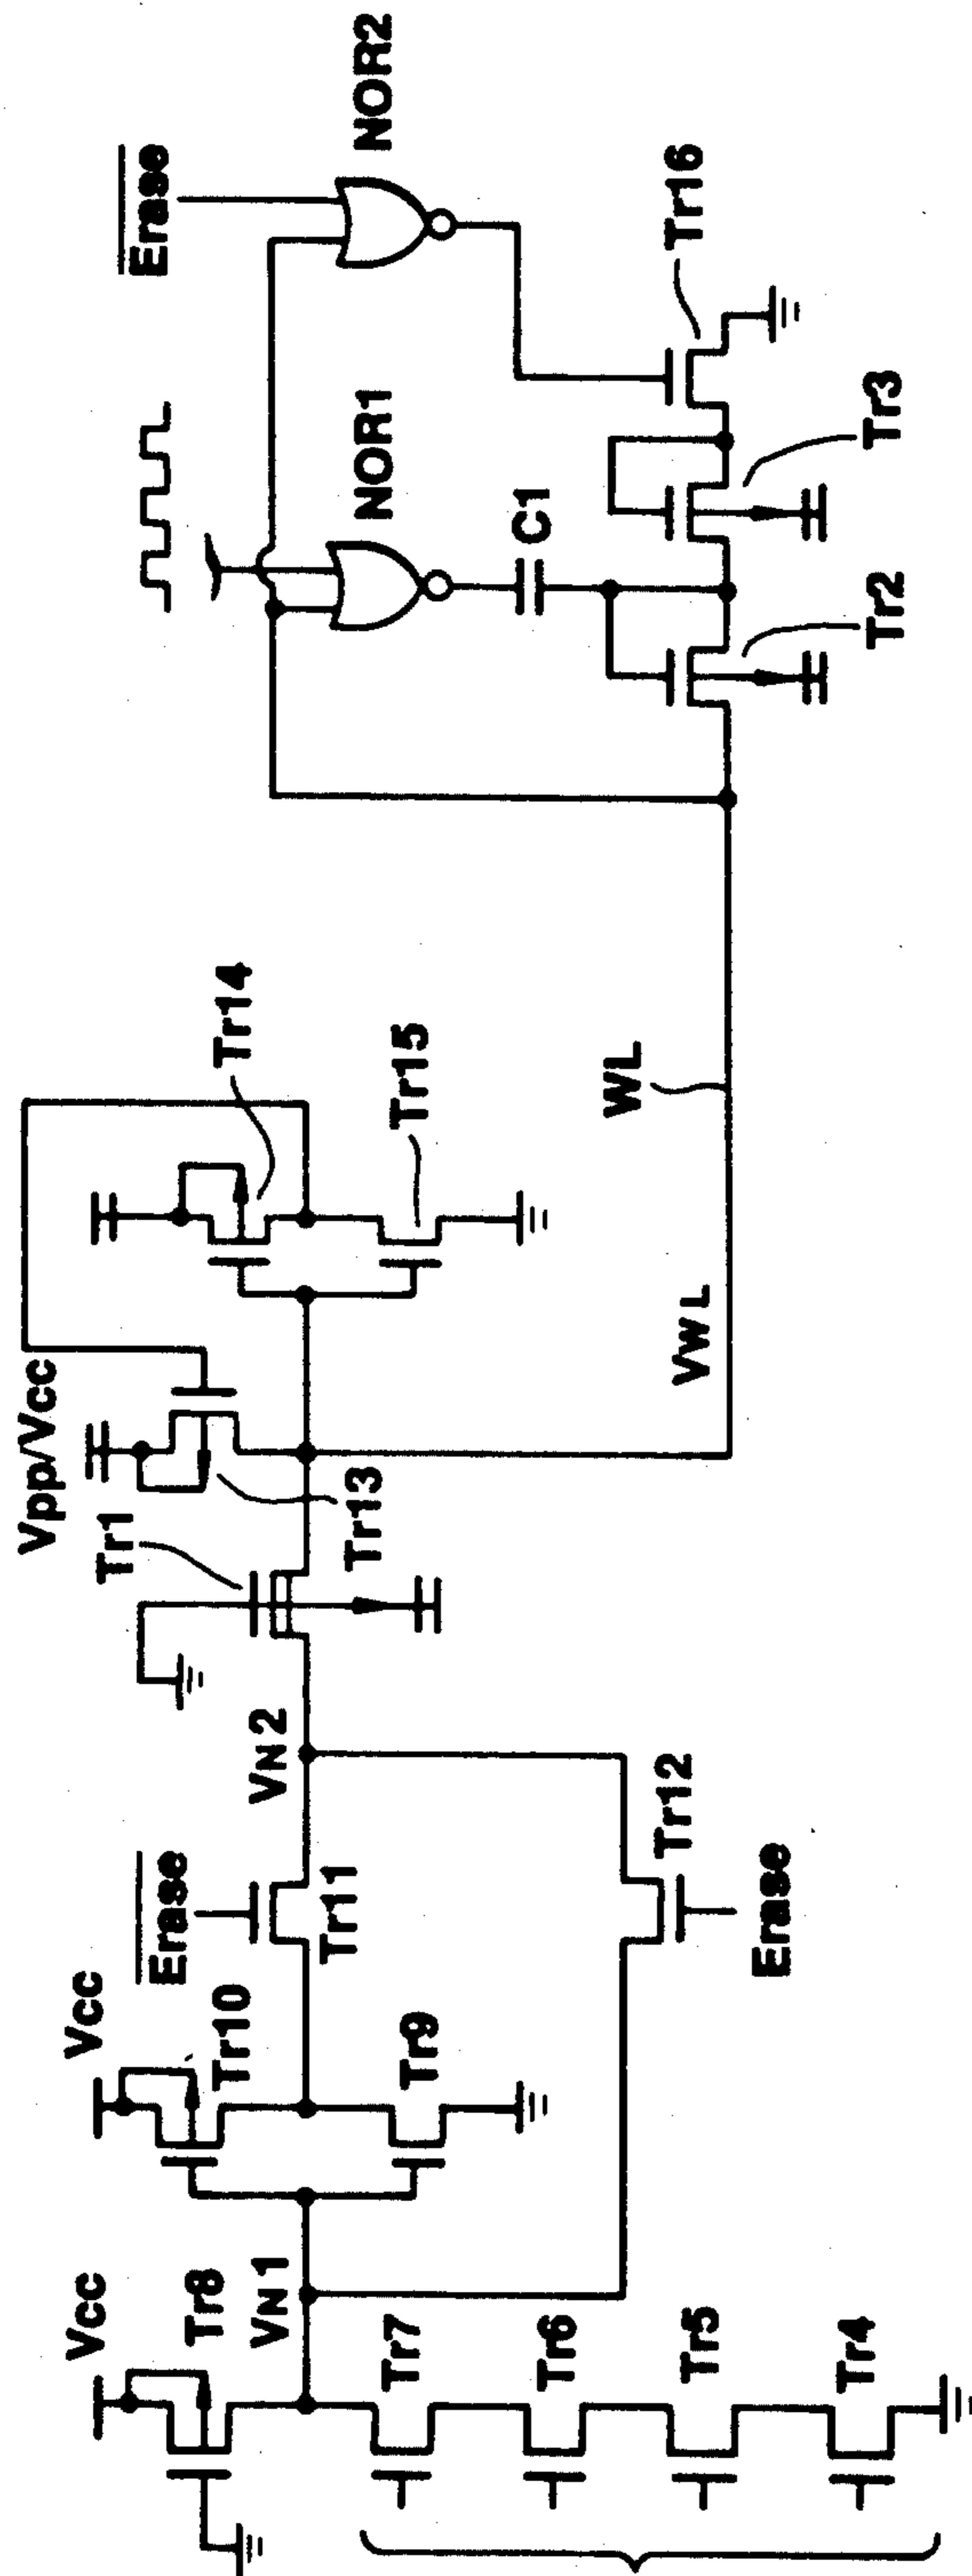 Vcc
Tr8
VN1
Tr7
Tr6
Tr5
Tr4
Vcc
Tr10
Tr9
Erase
Tr11
VN2
Tr12
Erase
Tr1
Vpp/Vcc
Tr13
Tr14
Tr15
VWL
WL
NOR1
C1
Tr2
Tr3
Erase
NOR2
Tr16